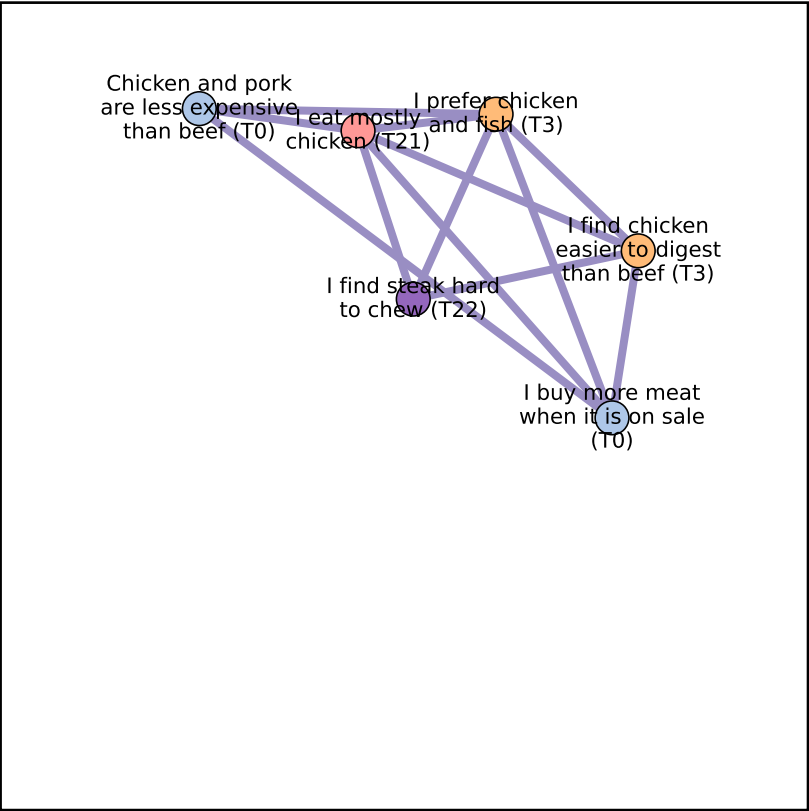 Chicken and pork
are less expensive
than beef (T0)
I eat mostly
chicken (T21)
I prefer chicken
and fish (T3)
I find chicken
easier to digest
than beef (T3)
I find steak hard
to chew (T22)
I buy more meat
when it is on sale
(T0)